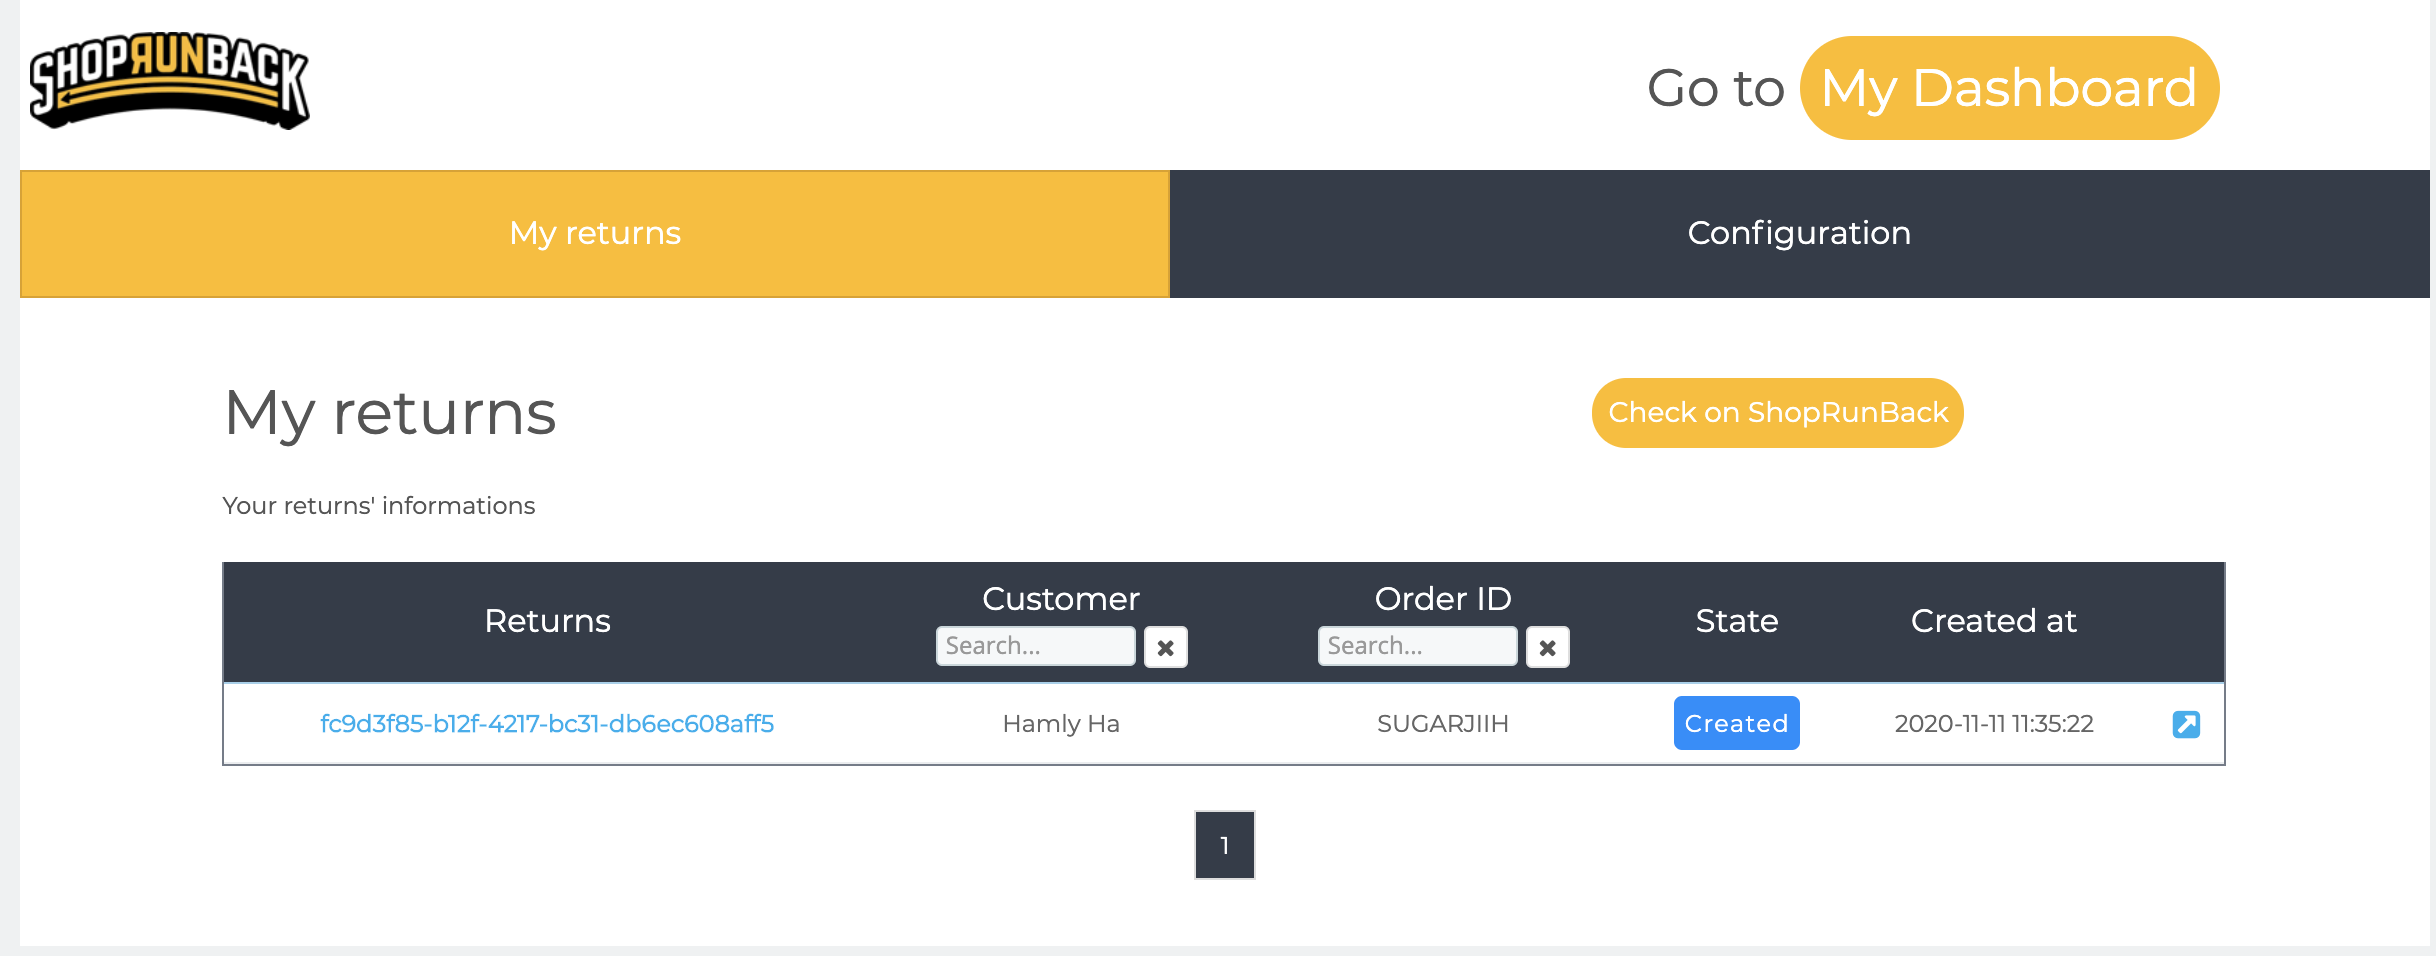 SHOPRUNBACK
Go to My Dashboard
My returns
Configuration
My returns
Check on ShopRunBack
Your returns' informations
Returns
Customer
Order ID
State
Created at
Search...
Search...
fc9d3f85-b12f-4217-bc31-db6ec608aff5
Hamly Ha
SUGARJIIH
Created
2020-11-11 11:35:22
1